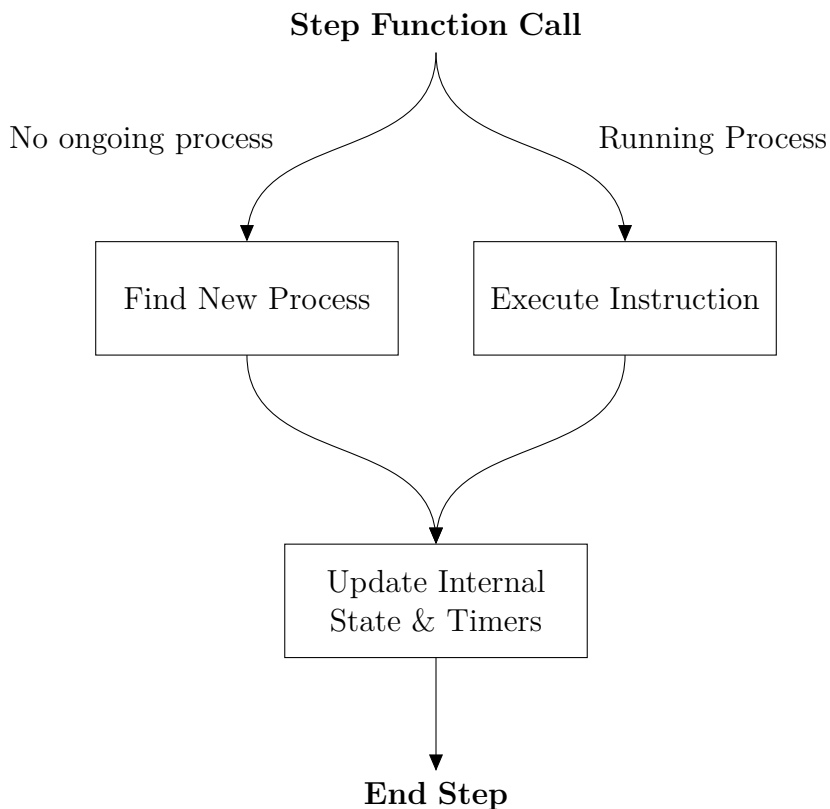 Step Function Call
No ongoing process
Running Process
Find New Process
Execute Instruction
Update Internal
State & Timers
End Step